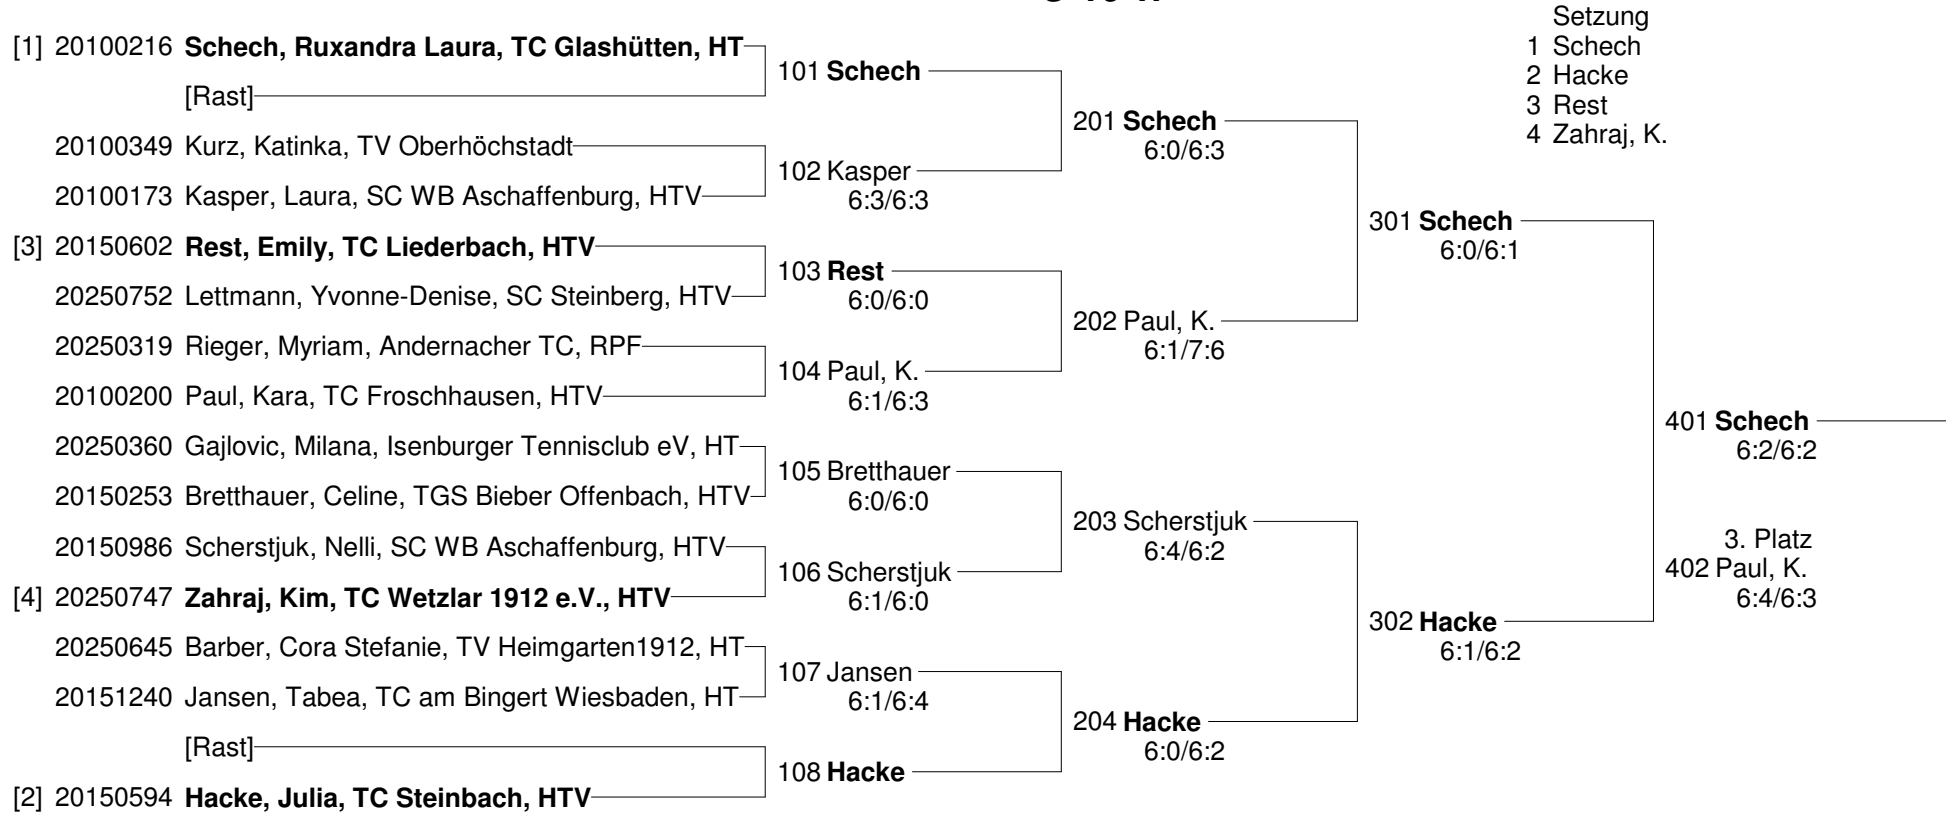 Setzung
1 Schech
2 Hacke
3 Rest
4 Zahraj, K.
[1] 20100216 Schech, Ruxandra Laura, TC Glashütten, HT
[Rast]
20100349 Kurz, Katinka, TV Oberhöchstadt
20100173 Kasper, Laura, SC WB Aschaffenburg, HTV
[3] 20150602 Rest, Emily, TC Liederbach, HTV
20250752 Lettmann, Yvonne-Denise, SC Steinberg, HTV
20250319 Rieger, Myriam, Andernacher TC, RPF
20100200 Paul, Kara, TC Froschhausen, HTV
20250360 Gajlovic, Milana, Isenburger Tennisclub eV, HT
20150253 Bretthauer, Celine, TGS Bieber Offenbach, HTV
20150986 Scherstjuk, Nelli, SC WB Aschaffenburg, HTV
[4] 20250747 Zahraj, Kim, TC Wetzlar 1912 e.V., HTV
20250645 Barber, Cora Stefanie, TV Heimgarten1912, HT
20151240 Jansen, Tabea, TC am Bingert Wiesbaden, HT
[Rast]
[2] 20150594 Hacke, Julia, TC Steinbach, HTV
101 Schech
102 Kasper
6:3/6:3
103 Rest
6:0/6:0
104 Paul, K.
6:1/6:3
105 Bretthauer
6:0/6:0
106 Scherstjuk
6:1/6:0
107 Jansen
6:1/6:4
108 Hacke
201 Schech
6:0/6:3
202 Paul, K.
6:1/7:6
203 Scherstjuk
6:4/6:2
204 Hacke
6:0/6:2
301 Schech
6:0/6:1
302 Hacke
6:1/6:2
401 Schech
6:2/6:2
3. Platz
402 Paul, K.
6:4/6:3